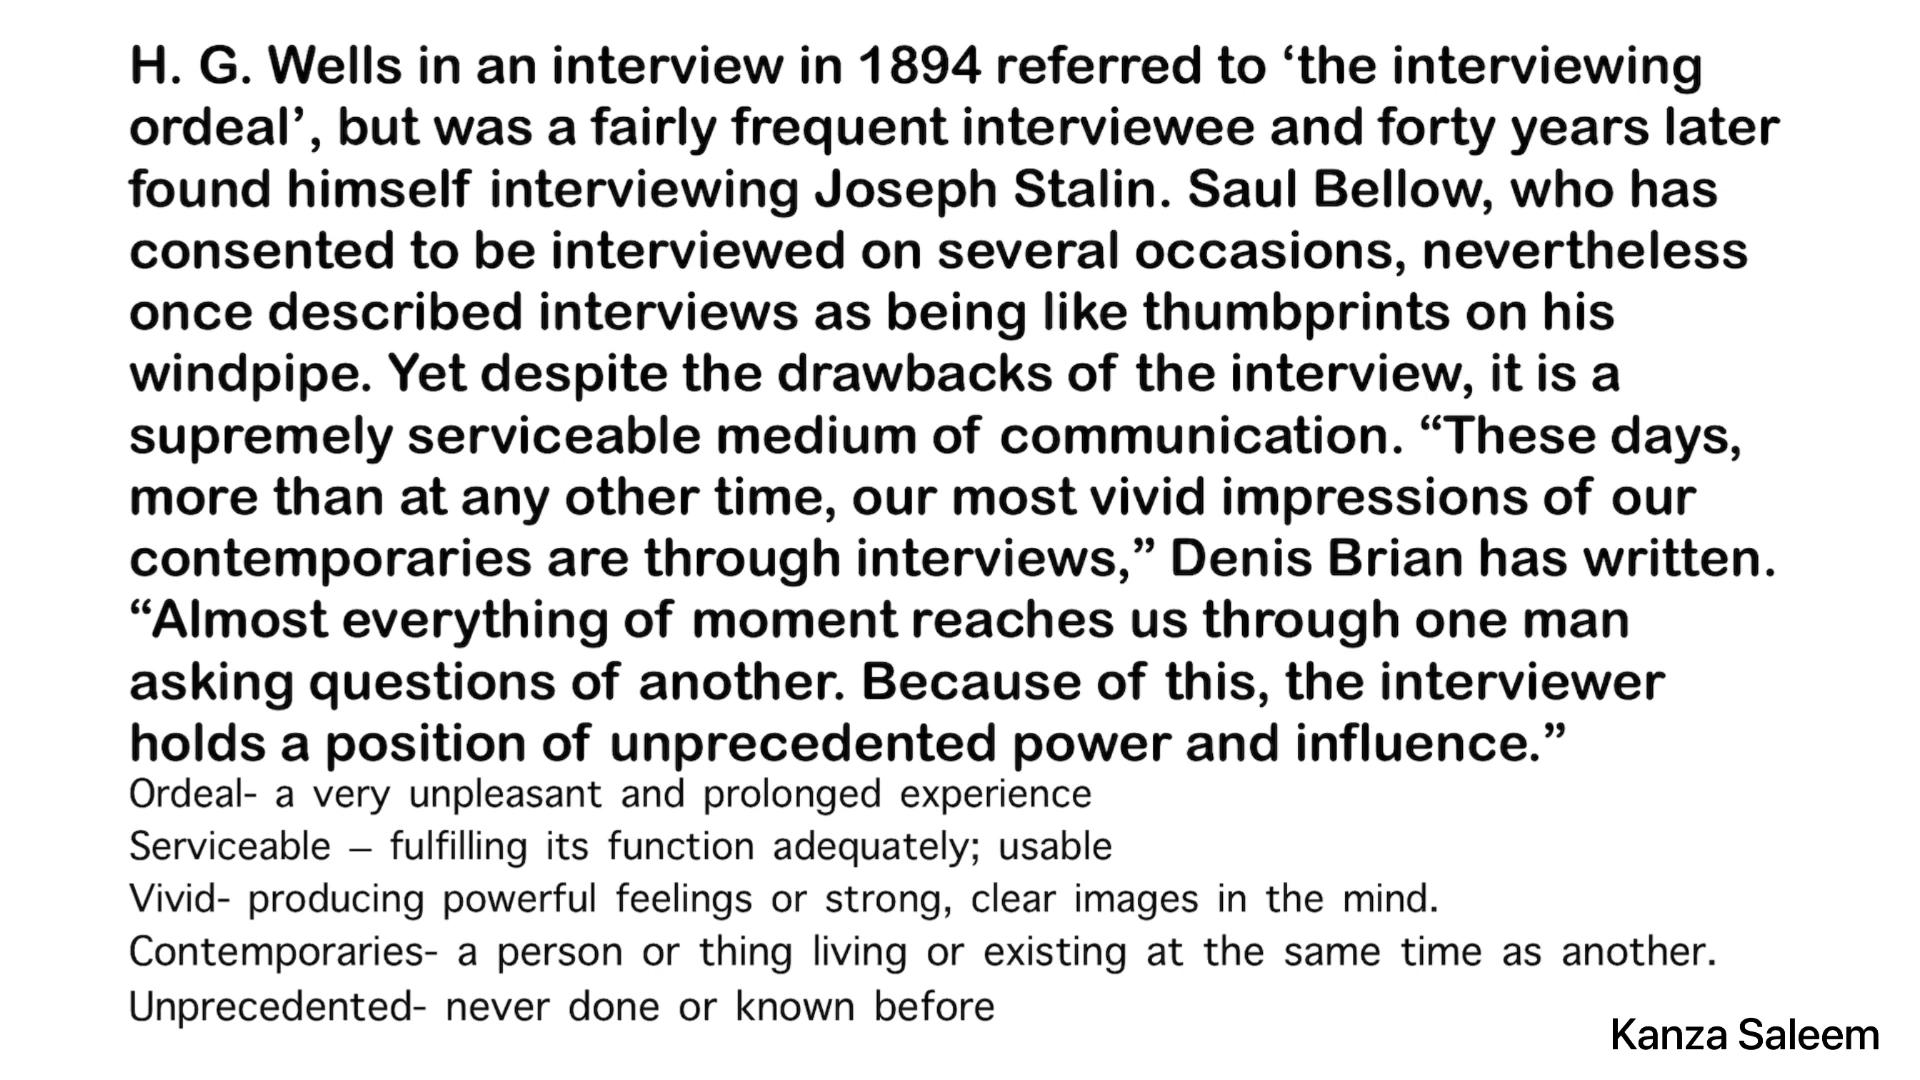 H. G. Wells in an interview in 1894 referred to ‘the interviewing
ordeal’, but was a fairly frequent interviewee and forty years later
found himself interviewing Joseph Stalin. Saul Bellow, who has
consented to be interviewed on several occasions, nevertheless
once described interviews as being like thumbprints on his
windpipe. Yet despite the drawbacks of the interview, it is a
supremely serviceable medium of communication. “These days,
more than at any other time, our most vivid impressions of our
contemporaries are through interviews,” Denis Brian has written.
“Almost everything of moment reaches us through one man
asking questions of another. Because of this, the interviewer
holds a position of unprecedented power and influence.”
Ordeal- a very unpleasant and prolonged experience
Serviceable – fulfilling its function adequately; usable
Vivid- producing powerful feelings or strong, clear images in the mind.
Contemporaries- a person or thing living or existing at the same time as another.
Unprecedented- never done or known before
Kanza Saleem